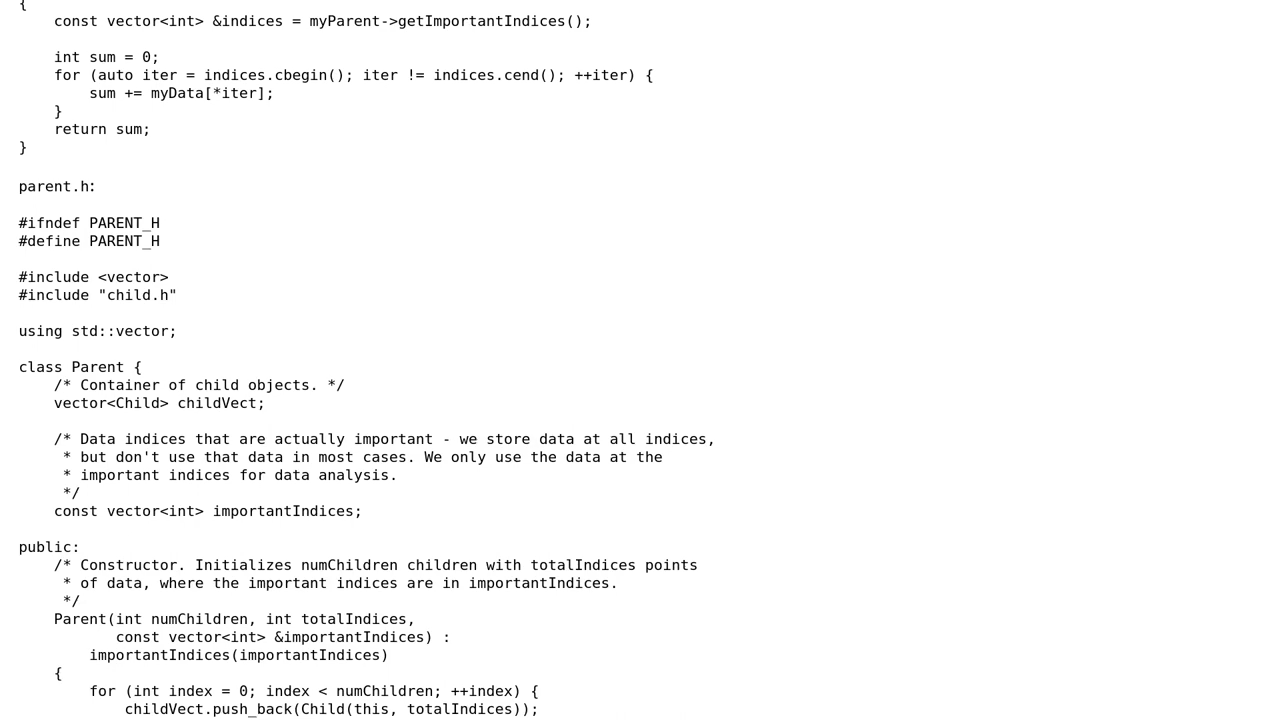 {
    const vector<int> &indices = myParent->getImportantIndices();

    int sum = 0;
    for (auto iter = indices.cbegin(); iter != indices.cend(); ++iter) {
        sum += myData[*iter];
    }
    return sum;
}

parent.h:

#ifndef PARENT_H
#define PARENT_H

#include <vector>
#include "child.h"

using std::vector;

class Parent {
    /* Container of child objects. */
    vector<Child> childVect;

    /* Data indices that are actually important - we store data at all indices,
     * but don't use that data in most cases. We only use the data at the
     * important indices for data analysis.
     */
    const vector<int> importantIndices;

public:
    /* Constructor. Initializes numChildren children with totalIndices points
     * of data, where the important indices are in importantIndices.
     */
    Parent(int numChildren, int totalIndices,
           const vector<int> &importantIndices) :
        importantIndices(importantIndices)
    {
        for (int index = 0; index < numChildren; ++index) {
            childVect.push_back(Child(this, totalIndices));